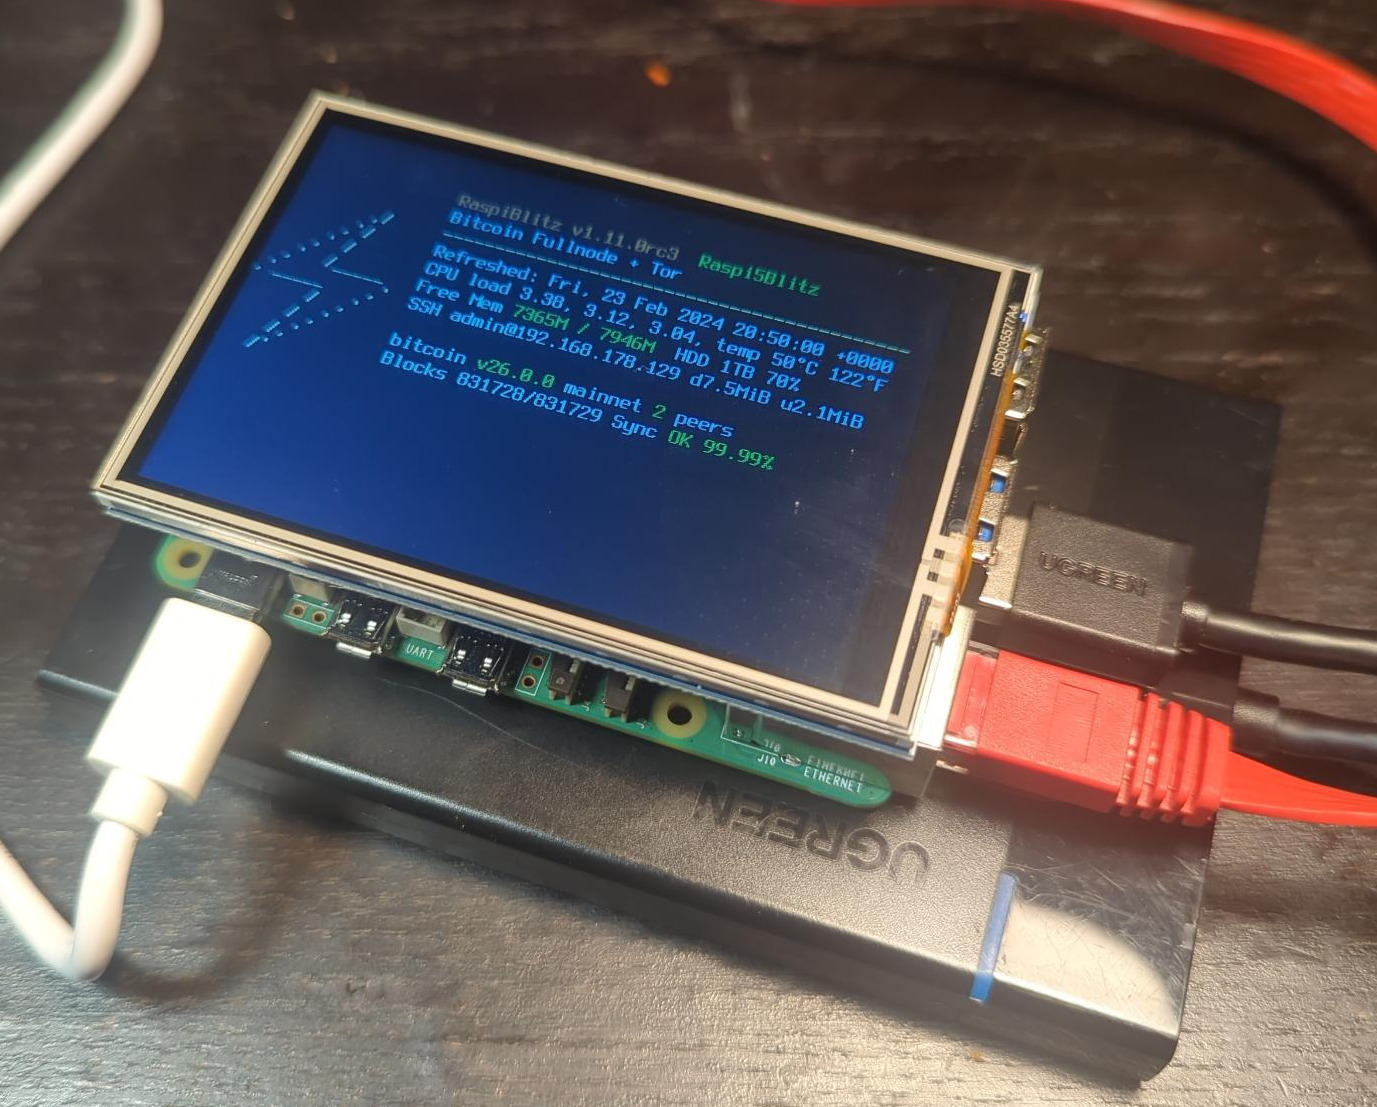 RaspiBlitz v1.11.0rc3 Raspi5Blitz
Bitcoin Fullnode + Tor
Refreshed: Fri, 23 Feb 2024 20:50:00 +0000
CPU load 3.38, 3.12, 3.04, temp 50°C 122°F
Free Mem 7365M / 7946M HDD 1TB 70%
SSH admin@192.168.178.129 d7.5MiB u2.1MiB
bitcoin v26.0.0 mainnet 2 peers
Blocks 831728/831729 Sync OK 99.99%
HSD035577A4
UGREEN
UART
J10
ETHERNET
UGREEN